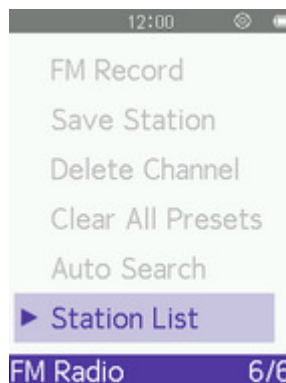 12:00
FM Record
Save Station
Delete Channel
Clear All Presets
Auto Search
Station List
FM Radio 6/6